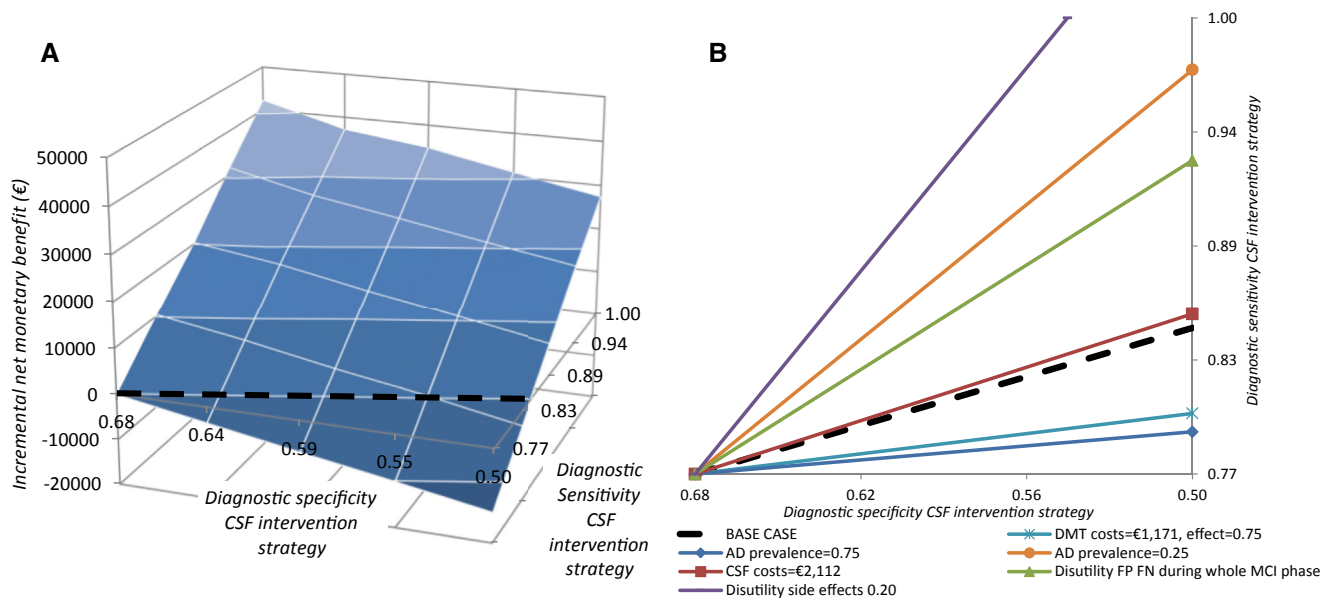 A
Incremental net monetary benefit (€)
50000
40000
30000
20000
10000
0
-10000
-20000
0.68
0.64
0.59
0.55
0.50
Diagnostic specificity
CSF intervention
strategy
1.00
0.94
0.89
0.83
0.77
Diagnostic
Sensitivity
CSF
intervention
strategy
B
1.00
0.94
0.89
0.83
0.77
Diagnostic sensitivity CSF intervention strategy
0.68
0.62
0.56
0.50
Diagnostic specificity CSF intervention strategy
BASE CASE
DMT costs=€1,171, effect=0.75
AD prevalence=0.75
AD prevalence=0.25
CSF costs=€2,112
Disutility FP FN during whole MCI phase
Disutility side effects 0.20